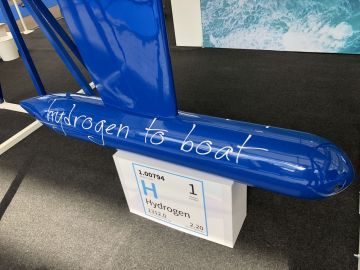 hydrogen to boat
1.00794
H 1
Hydrogen
1312.0 2.20